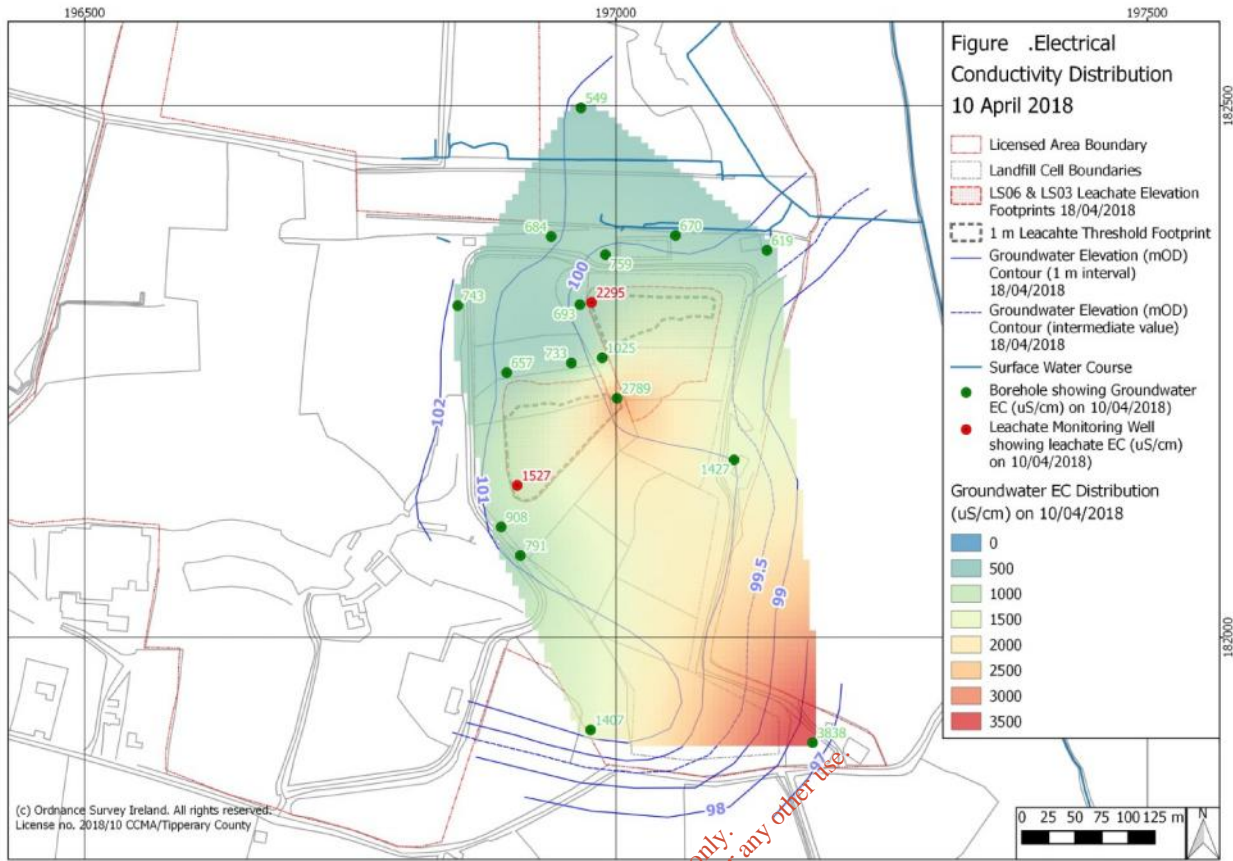 196500
197000
197500
182500
182000
Figure .Electrical
Conductivity Distribution
10 April 2018
Licensed Area Boundary
Landfill Cell Boundaries
LS06 & LS03 Leachate Elevation
Footprints 18/04/2018
1 m Leacahte Threshold Footprint
Groundwater Elevation (mOD)
Contour (1 m interval)
18/04/2018
Groundwater Elevation (mOD)
Contour (intermediate value)
18/04/2018
Surface Water Course
Borehole showing Groundwater
EC (uS/cm) on 10/04/2018)
Leachate Monitoring Well
showing leachate EC (uS/cm)
on 10/04/2018)
Groundwater EC Distribution
(uS/cm) on 10/04/2018
0
500
1000
1500
2000
2500
3000
3500
549
684
670
619
759
100
743
693
2295
733
1025
657
2789
102
1427
1527
101
908
791
99.5
99
1407
3838
97
98
only.
any other use.
(c) Ordnance Survey Ireland. All rights reserved.
License no. 2018/10 CCMA/Tipperary County
0 25 50 75 100 125 m
N